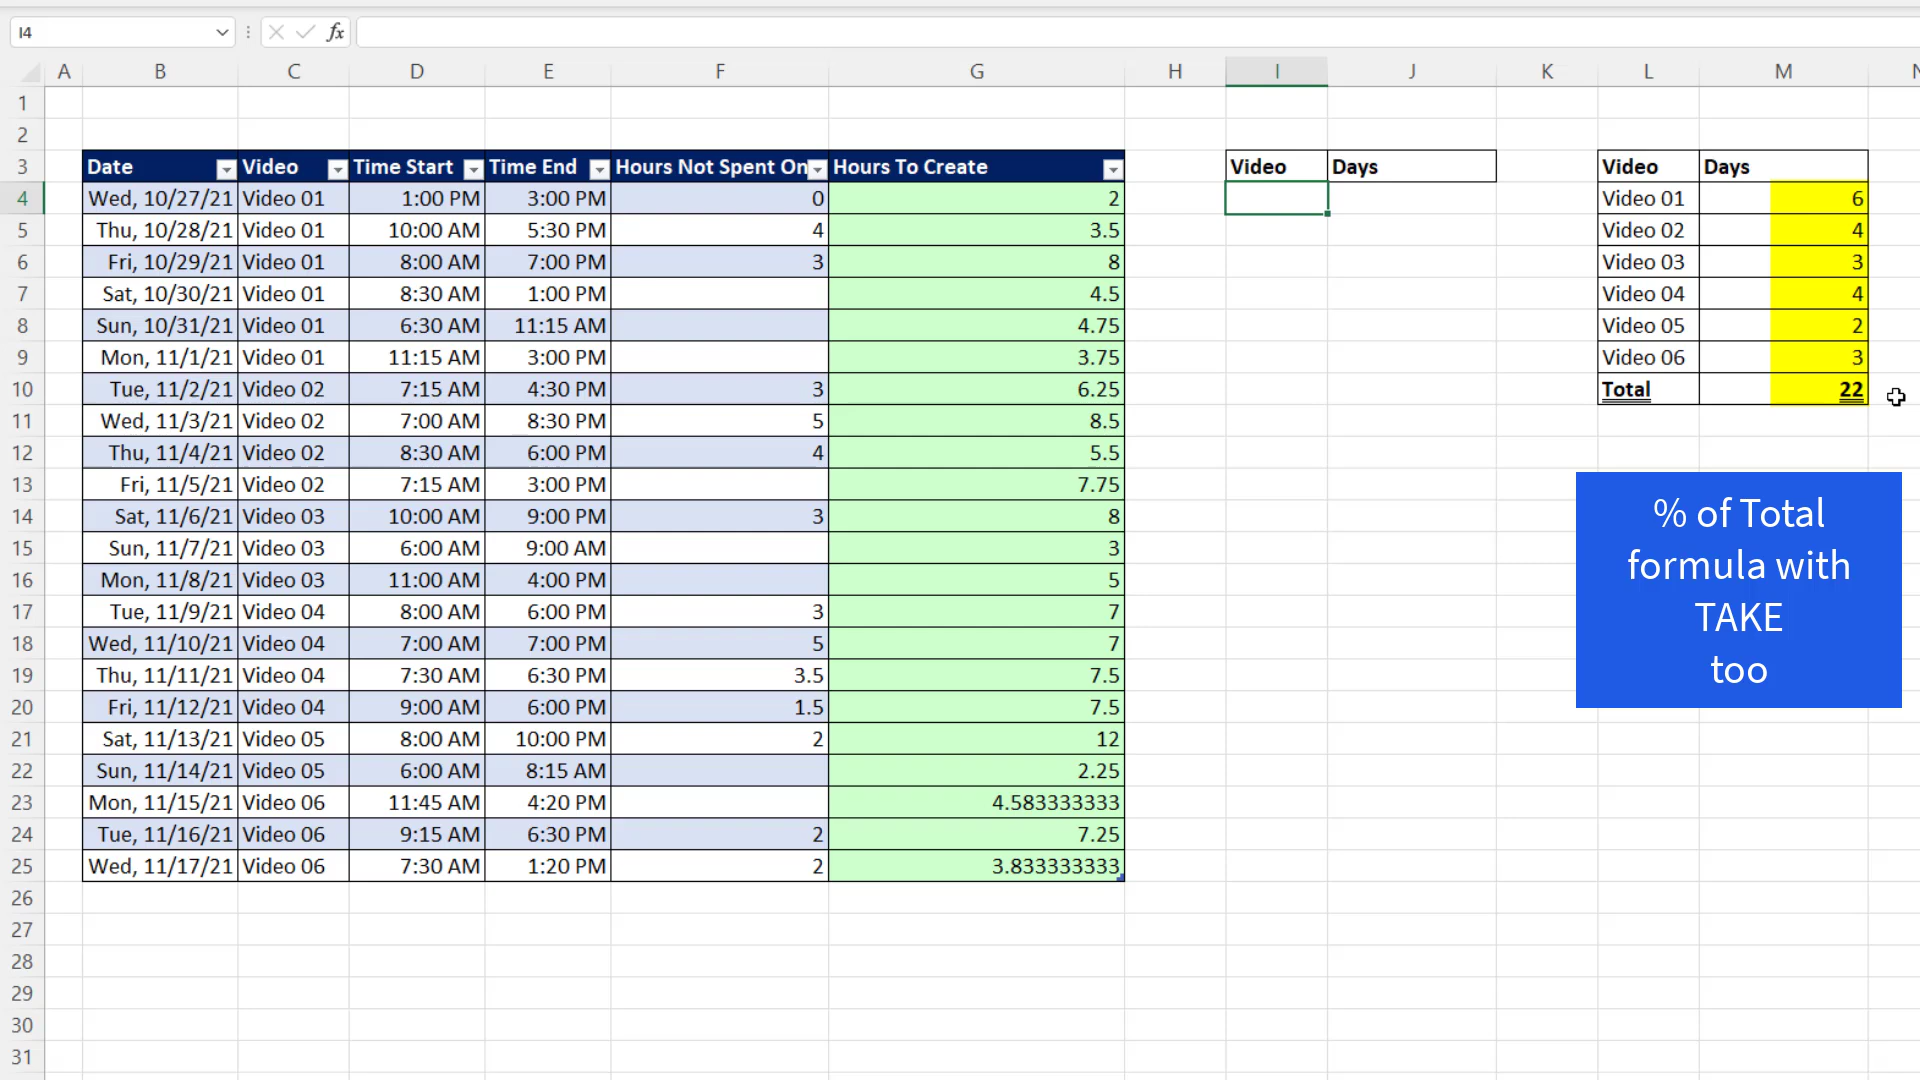 I4 fx
A B C D E F G H I J K L M
1
2
3 Date Video Time Start Time End Hours Not Spent On Hours To Create Video Days Video Days
4 Wed, 10/27/21 Video 01 1:00 PM 3:00 PM 0 2 Video 01 6
5 Thu, 10/28/21 Video 01 10:00 AM 5:30 PM 4 3.5 Video 02 4
6 Fri, 10/29/21 Video 01 8:00 AM 7:00 PM 3 8 Video 03 3
7 Sat, 10/30/21 Video 01 8:30 AM 1:00 PM 4.5 Video 04 4
8 Sun, 10/31/21 Video 01 6:30 AM 11:15 AM 4.75 Video 05 2
9 Mon, 11/1/21 Video 01 11:15 AM 3:00 PM 3.75 Video 06 3
10 Tue, 11/2/21 Video 02 7:15 AM 4:30 PM 3 6.25 Total 22
11 Wed, 11/3/21 Video 02 7:00 AM 8:30 PM 5 8.5
12 Thu, 11/4/21 Video 02 8:30 AM 6:00 PM 4 5.5
13 Fri, 11/5/21 Video 02 7:15 AM 3:00 PM 7.75
14 Sat, 11/6/21 Video 03 10:00 AM 9:00 PM 3 8
15 Sun, 11/7/21 Video 03 6:00 AM 9:00 AM 3
16 Mon, 11/8/21 Video 03 11:00 AM 4:00 PM 5
17 Tue, 11/9/21 Video 04 8:00 AM 6:00 PM 3 7
18 Wed, 11/10/21 Video 04 7:00 AM 7:00 PM 5 7
19 Thu, 11/11/21 Video 04 7:30 AM 6:30 PM 3.5 7.5
20 Fri, 11/12/21 Video 04 9:00 AM 6:00 PM 1.5 7.5
21 Sat, 11/13/21 Video 05 8:00 AM 10:00 PM 2 12
22 Sun, 11/14/21 Video 05 6:00 AM 8:15 AM 2.25
23 Mon, 11/15/21 Video 06 11:45 AM 4:20 PM 4.583333333
24 Tue, 11/16/21 Video 06 9:15 AM 6:30 PM 2 7.25
25 Wed, 11/17/21 Video 06 7:30 AM 1:20 PM 2 3.833333333
26
27
28
29
30
31
% of Total
formula with
TAKE
too